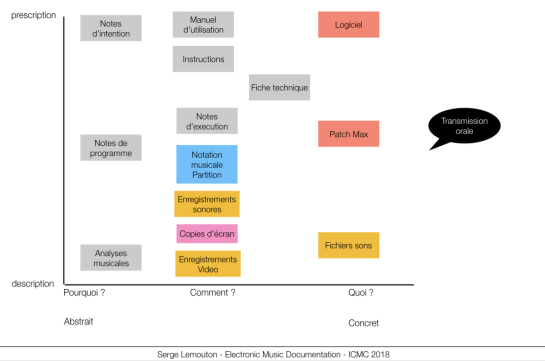 prescription
Notes
d'intention
Manuel
d'utilisation
Logiciel
Instructions
Fiche technique
Notes
d'execution
Transmission
orale
Notes de
programme
Patch Max
Notation
musicale
Partition
Enregistrements
sonores
Copies d'écran
Fichiers sons
Analyses
musicales
Enregistrements
Video
description
Pourquoi ?
Comment ?
Quoi ?
Abstrait
Concret
Serge Lemouton - Electronic Music Documentation - ICMC 2018